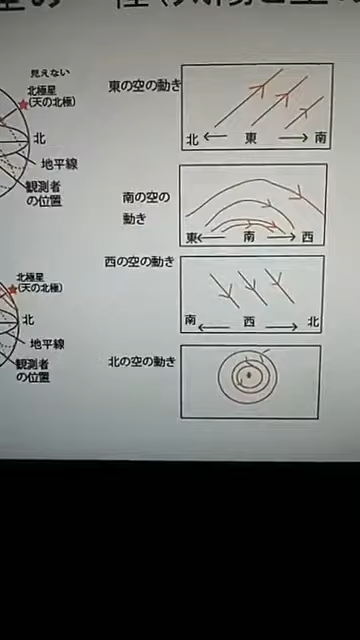 見えない
北極星
(天の北極)
北
地平線
観測者
の位置
北極星
(天の北極)
北
地平線
観測者
の位置
東の空の動き
北 ← 東 → 南
南の空の
動き
東← 南 → 西
西の空の動き
南 ← 西 → 北
北の空の動き